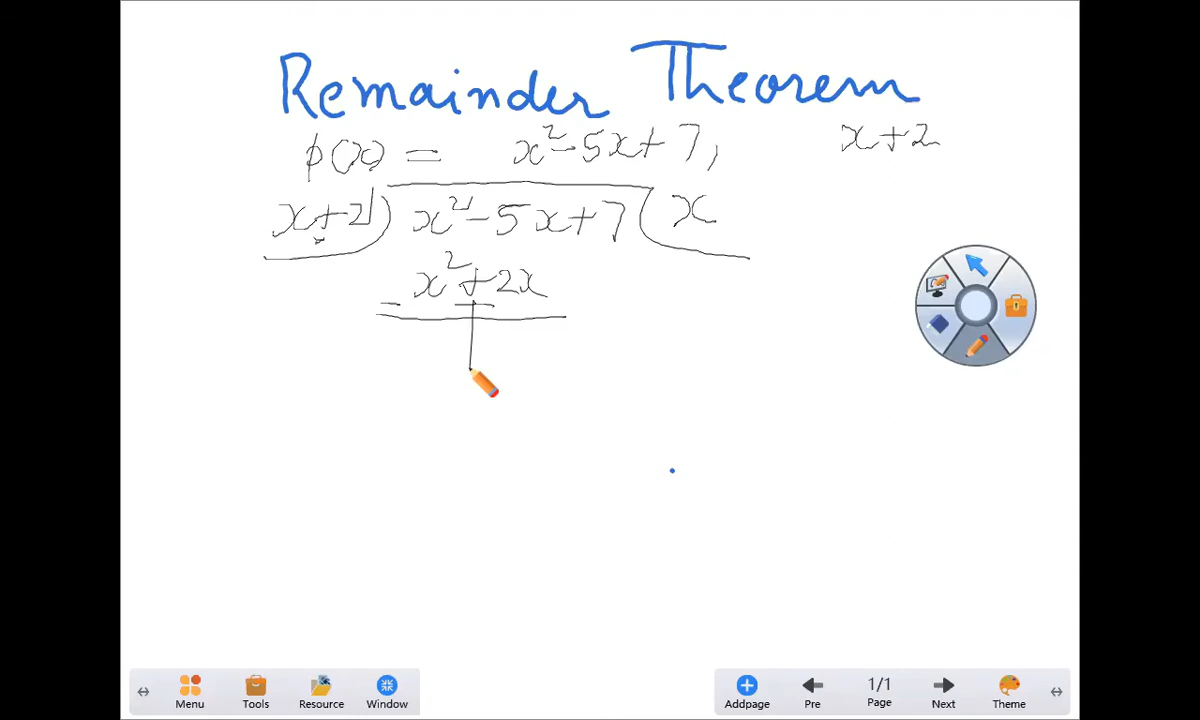 Remainder Theorem
p(x) = x² - 5x + 7, x + 2
x + 2 ) x² - 5x + 7 ( x
x² + 2x
- -
1/1
Menu Tools Resource Window Addpage Pre Page Next Theme